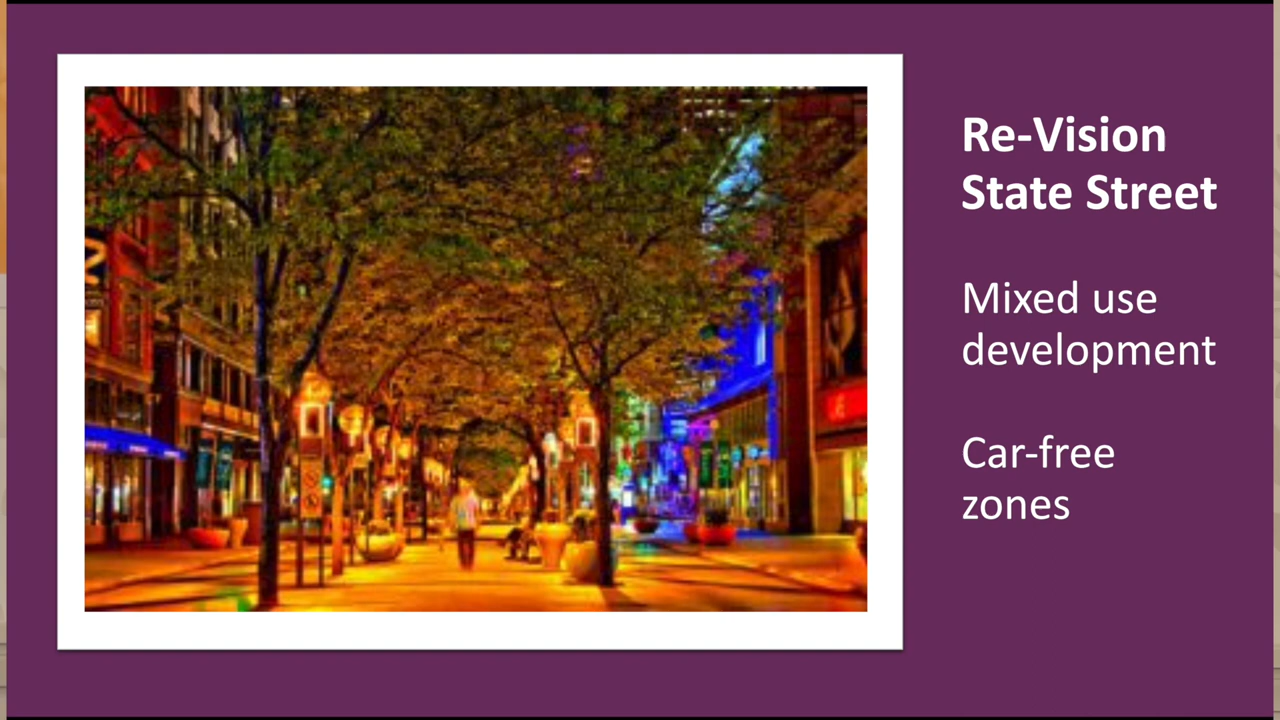 Re-Vision
State Street
Mixed use
development
Car-free
zones